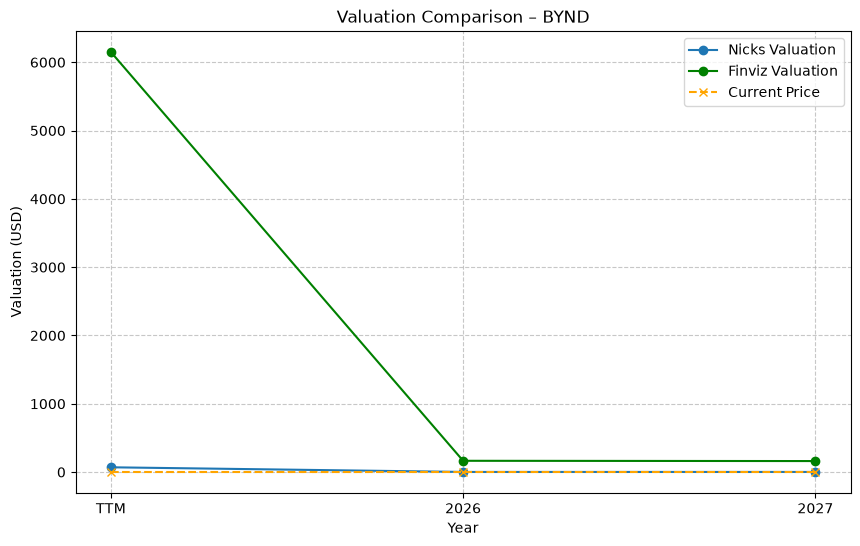 Valuation Comparison – BYND
Nicks Valuation
Finviz Valuation
Current Price
Valuation (USD)
6000
5000
4000
3000
2000
1000
0
TTM
2026
2027
Year